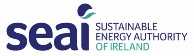 seai
SUSTAINABLE
ENERGY AUTHORITY
OF IRELAND